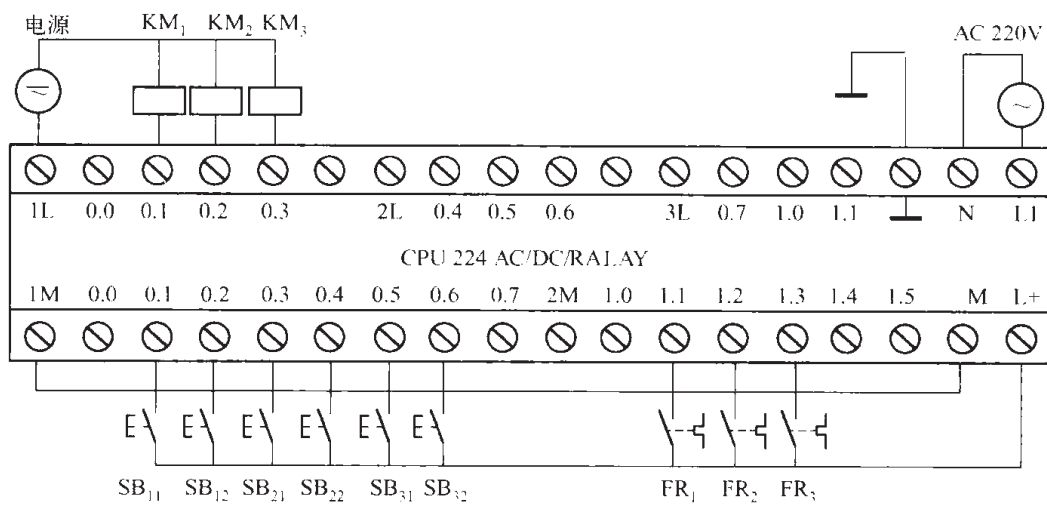 电源 KM₁ KM₂ KM₃ AC 220V
1L 0.0 0.1 0.2 0.3 2L 0.4 0.5 0.6 3L 0.7 1.0 1.1 N L1
CPU 224 AC/DC/RALAY
1M 0.0 0.1 0.2 0.3 0.4 0.5 0.6 0.7 2M 1.0 1.1 1.2 1.3 1.4 1.5 M L+
SB₁₁ SB₁₂ SB₂₁ SB₂₂ SB₃₁ SB₃₂ FR₁ FR₂ FR₃